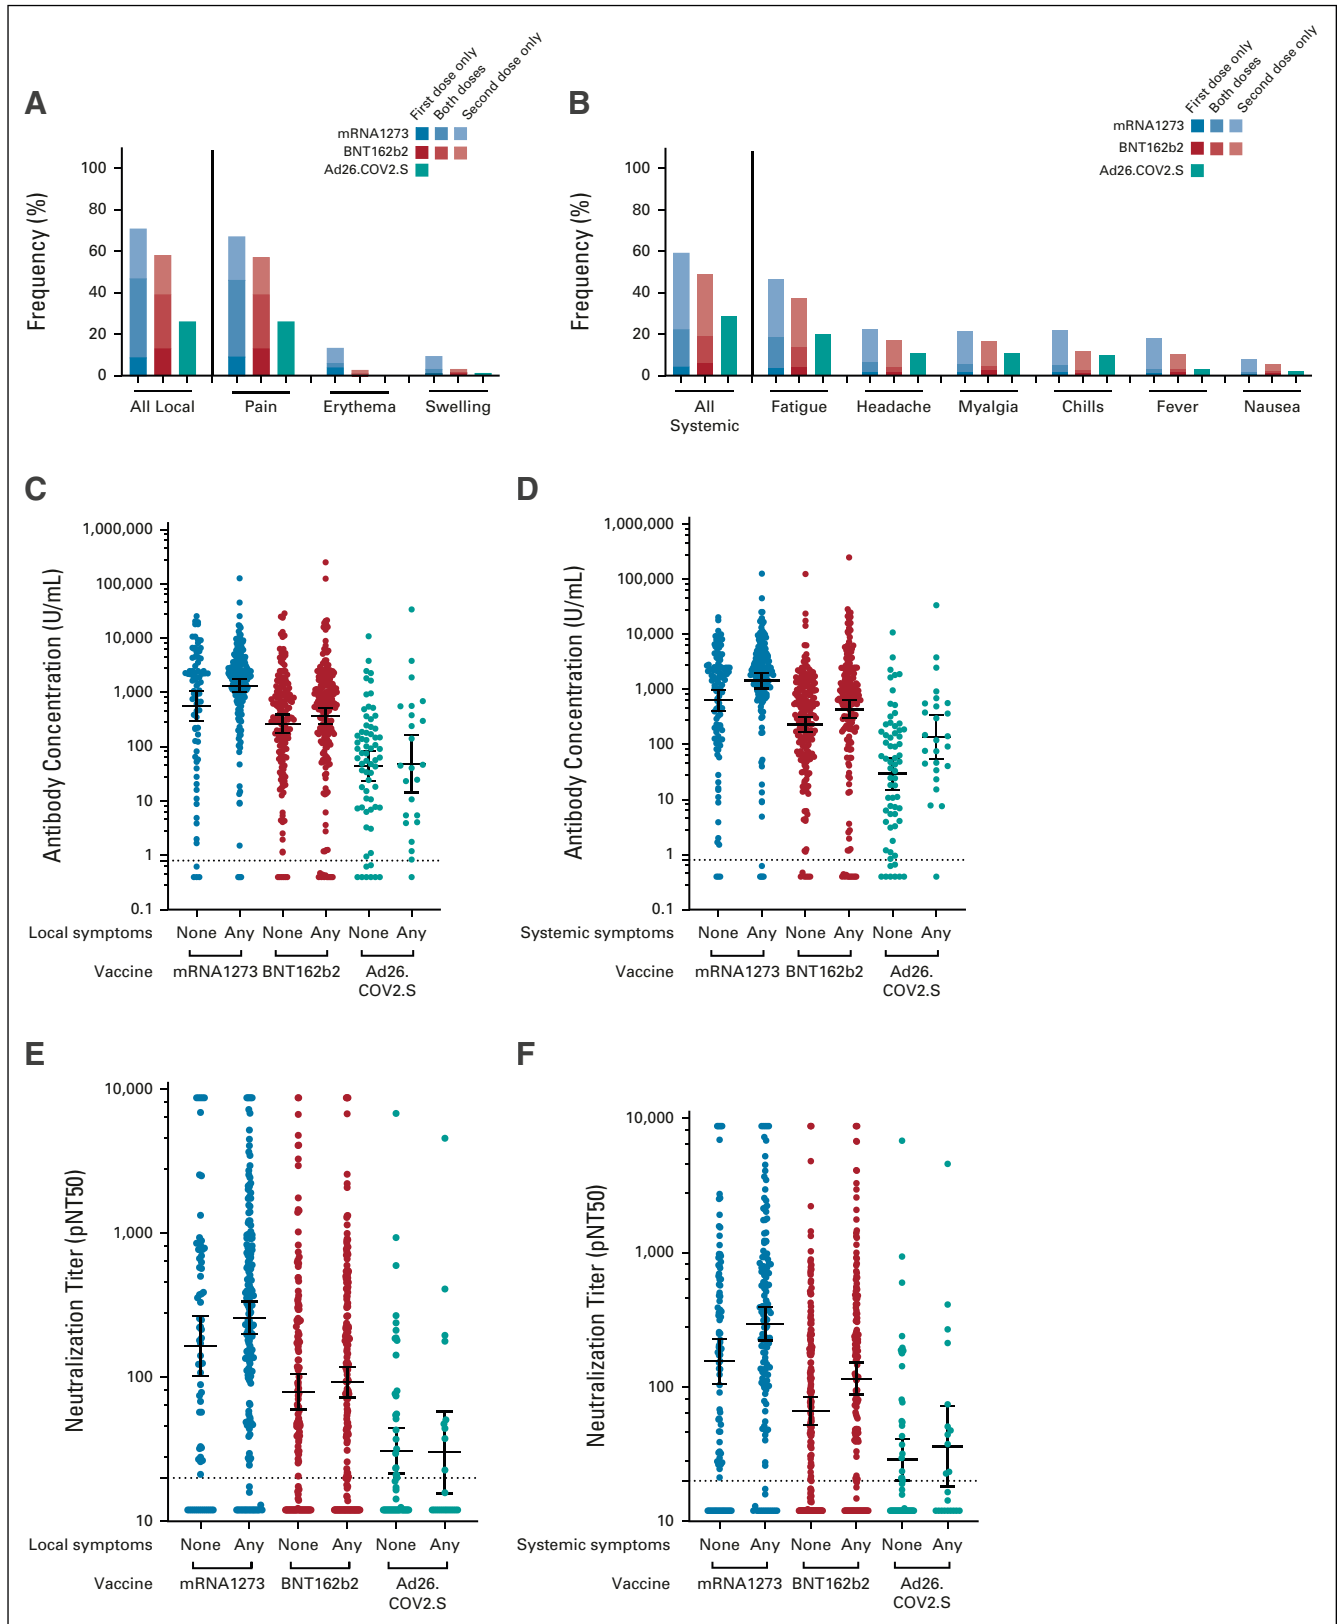 A
First dose only
Both doses
Second dose only
mRNA1273
BNT162b2
Ad26.COV2.S
Frequency (%)
100
80
60
40
20
0
All Local
Pain
Erythema
Swelling
B
First dose only
Both doses
Second dose only
mRNA1273
BNT162b2
Ad26.COV2.S
Frequency (%)
100
80
60
40
20
0
All
Systemic
Fatigue
Headache
Myalgia
Chills
Fever
Nausea
C
Antibody Concentration (U/mL)
1,000,000
100,000
10,000
1,000
100
10
1
0.1
Local symptoms None Any None Any None Any
Vaccine mRNA1273 BNT162b2 Ad26.
COV2.S
D
Antibody Concentration (U/mL)
1,000,000
100,000
10,000
1,000
100
10
1
0.1
Systemic symptoms None Any None Any None Any
Vaccine mRNA1273 BNT162b2 Ad26.
COV2.S
E
Neutralization Titer (pNT50)
10,000
1,000
100
10
Local symptoms None Any None Any None Any
Vaccine mRNA1273 BNT162b2 Ad26.
COV2.S
F
Neutralization Titer (pNT50)
10,000
1,000
100
10
Systemic symptoms None Any None Any None Any
Vaccine mRNA1273 BNT162b2 Ad26.
COV2.S